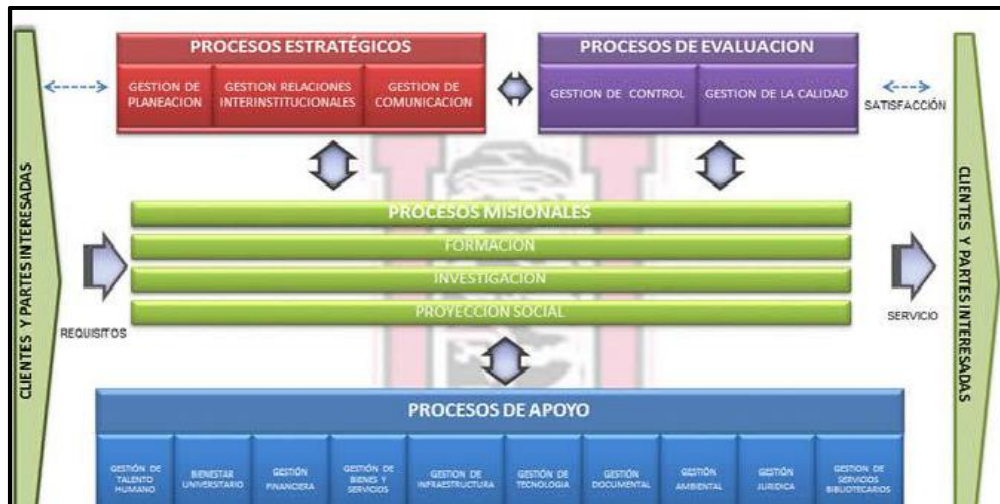 PROCESOS ESTRATÉGICOS
GESTION DE
PLANEACION
GESTION RELACIONES
INTERINSTITUCIONALES
GESTION DE
COMUNICACION
PROCESOS DE EVALUACION
GESTION DE CONTROL
GESTION DE LA CALIDAD
SATISFACCIÓN
CLIENTES Y PARTES INTERESADAS
REQUISITOS
PROCESOS MISIONALES
FORMACION
INVESTIGACION
PROYECCION SOCIAL
SERVICIO
CLIENTES Y PARTES INTERESADAS
PROCESOS DE APOYO
GESTIÓN DE
TALENTO
HUMANO
BIENESTAR
UNIVERSITARIO
GESTIÓN
FINANCIERA
GESTIÓN DE
BIENES Y
SERVICIOS
GESTION DE
INFRAESTRUCTURA
GESTIÓN DE
TECNOLOGIA
GESTIÓN
DOCUMENTAL
GESTIÓN
AMBIENTAL
GESTIÓN
JURIDICA
GESTION DE
SERVICIOS
BIBLIOTECARIOS